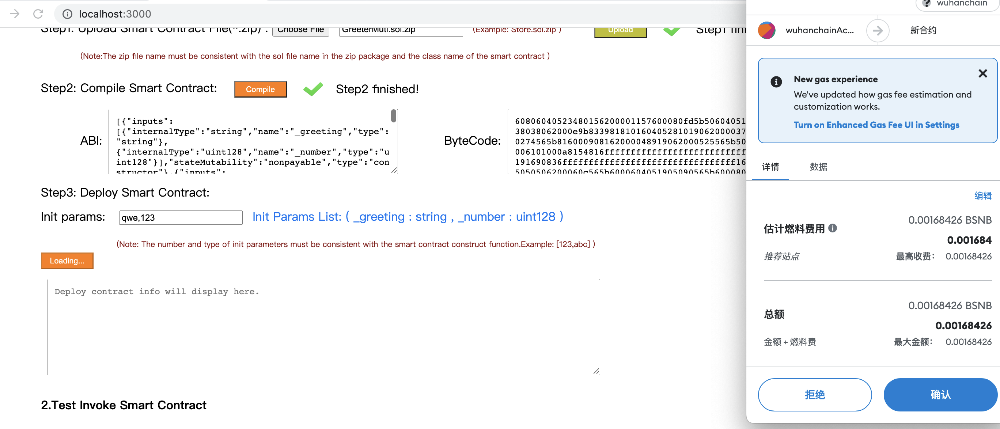 localhost:3000
Step1: Upload Smart Contract File(*.zip) : Choose File GreeterMuti.sol.zip (Example: Store.sol.zip ) Upload Step1 fini
(Note:The zip file name must be consistent with the sol file name in the zip package and the class name of the smart contract )
Step2: Compile Smart Contract: Compile Step2 finished!
ABI:
[{"inputs":
[{"internalType":"string","name":"_greeting","type":
"string"},
{"internalType":"uint128","name":"_number","type":"u
int128"}],"stateMutability":"nonpayable","type":"con
structor"},{"inputs":
ByteCode:
608060405234801562000011576000080fd5b5060405
38038062000e9b833981810160405281019062000037
0274565b816000908162000048919062000525565b50
006101000a8154816fffffffffffffffffffffffffff
191690836ffffffffffffffffffffffffffffffff16
5050506200060c565b6000604051905090565b600080
Step3: Deploy Smart Contract:
Init params: qwe,123 Init Params List: ( _greeting : string , _number : uint128 )
(Note: The number and type of init parameters must be consistent with the smart contract construct function.Example: [123,abc] )
Loading...
Deploy contract info will display here.
2.Test Invoke Smart Contract
wuhanchain
wuhanchainAc... 新合约
New gas experience
We've updated how gas fee estimation and
customization works.
Turn on Enhanced Gas Fee UI in Settings
详情 数据
编辑
0.00168426 BSNB
估计燃料费用
0.001684
推荐站点 最高收费： 0.00168426
0.00168426 BSNB
总额
0.00168426
金额 + 燃料费 最大金额： 0.00168426
拒绝 确认